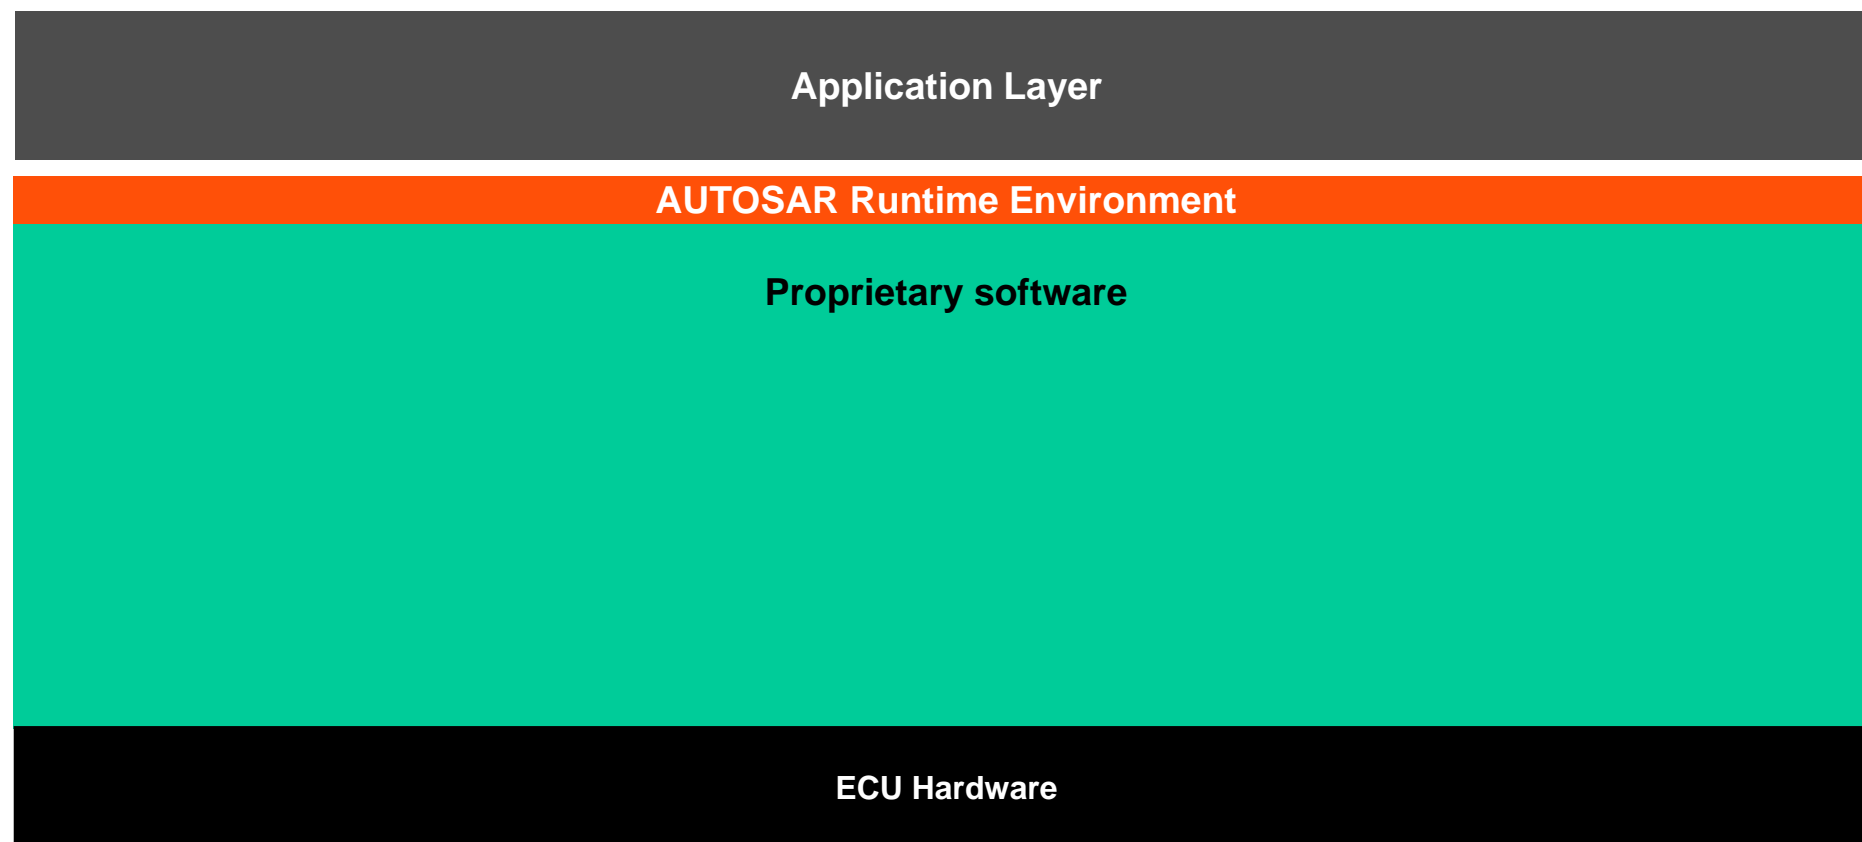 Application Layer
AUTOSAR Runtime Environment
Proprietary software
ECU Hardware